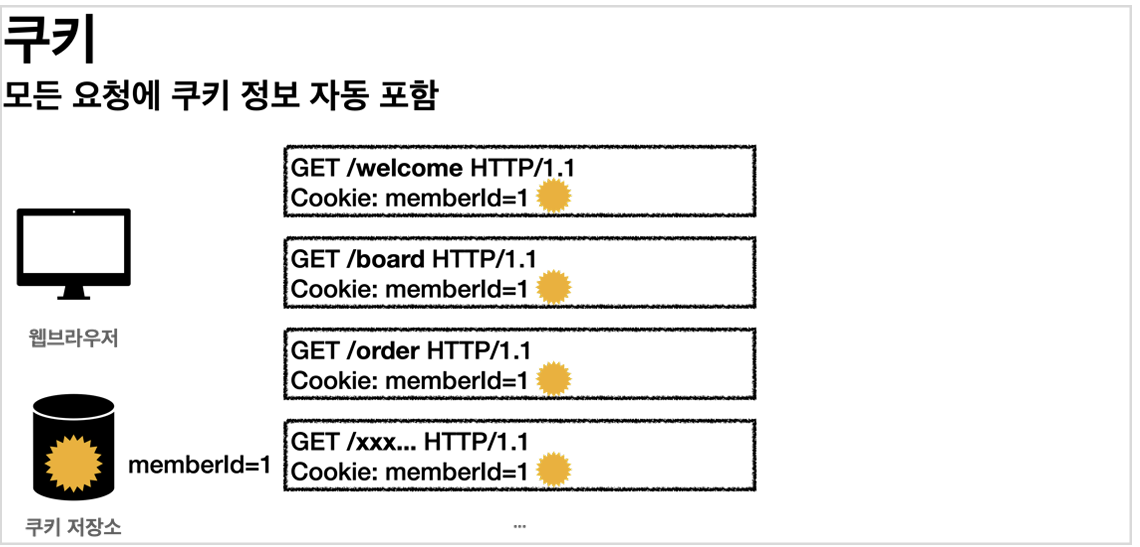 쿠키
모든 요청에 쿠키 정보 자동 포함
GET /welcome HTTP/1.1
Cookie: memberId=1
GET /board HTTP/1.1
Cookie: memberId=1
웹브라우저
GET /order HTTP/1.1
Cookie: memberId=1
GET /xxx... HTTP/1.1
memberId=1
Cookie: memberId=1
쿠키 저장소
...